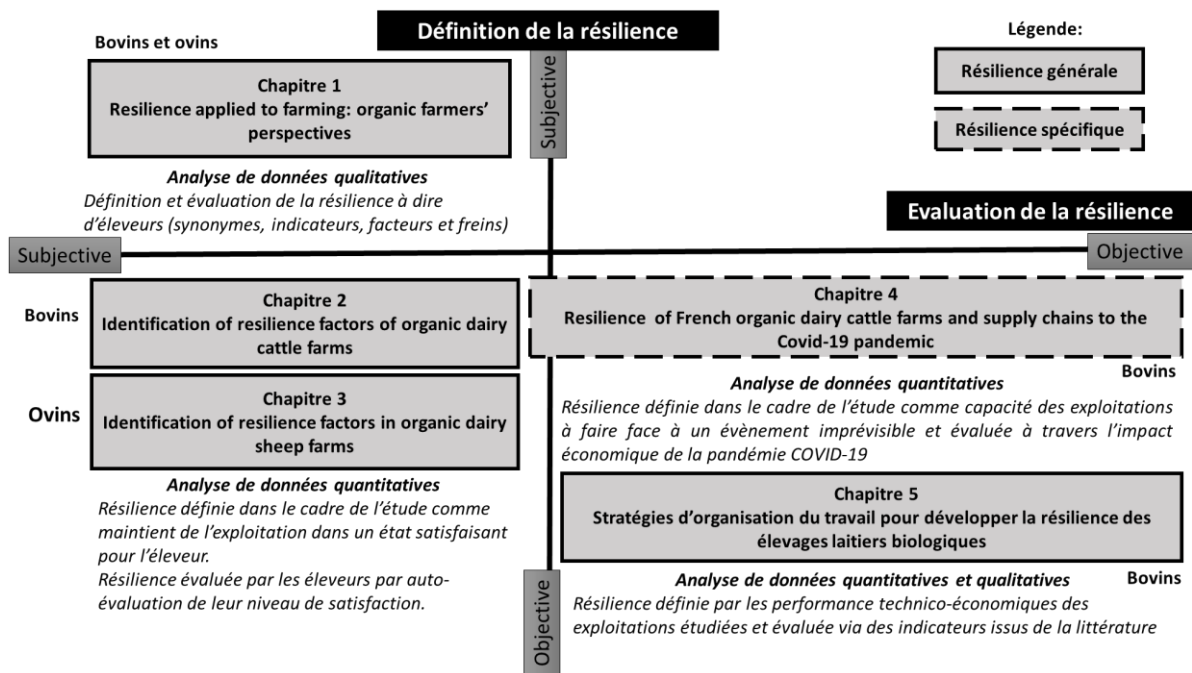 Définition de la résilience
Bovins et ovins
Légende:
Chapitre 1
Resilience applied to farming: organic farmers'
perspectives
Subjective
Résilience générale
Résilience spécifique
Analyse de données qualitatives
Définition et évaluation de la résilience à dire
d'éleveurs (synonymes, indicateurs, facteurs et freins)
Evaluation de la résilience
Subjective
Objective
Bovins
Chapitre 2
Identification of resilience factors of organic dairy
cattle farms
Ovins
Chapitre 3
Identification of resilience factors in organic dairy
sheep farms
Analyse de données quantitatives
Résilience définie dans le cadre de l'étude comme
maintient de l'exploitation dans un état satisfaisant
pour l'éleveur.
Résilience évaluée par les éleveurs par auto-
évaluation de leur niveau de satisfaction.
Chapitre 4
Resilience of French organic dairy cattle farms and supply chains to the
Covid-19 pandemic
Bovins
Analyse de données quantitatives
Résilience définie dans le cadre de l'étude comme capacité des exploitations
à faire face à un évènement imprévisible et évaluée à travers l'impact
économique de la pandémie COVID-19
Chapitre 5
Stratégies d'organisation du travail pour développer la résilience des
élevages laitiers biologiques
Bovins
Analyse de données quantitatives et qualitatives
Résilience définie par les performance technico-économiques des
exploitations étudiées et évaluée via des indicateurs issus de la littérature
Objective